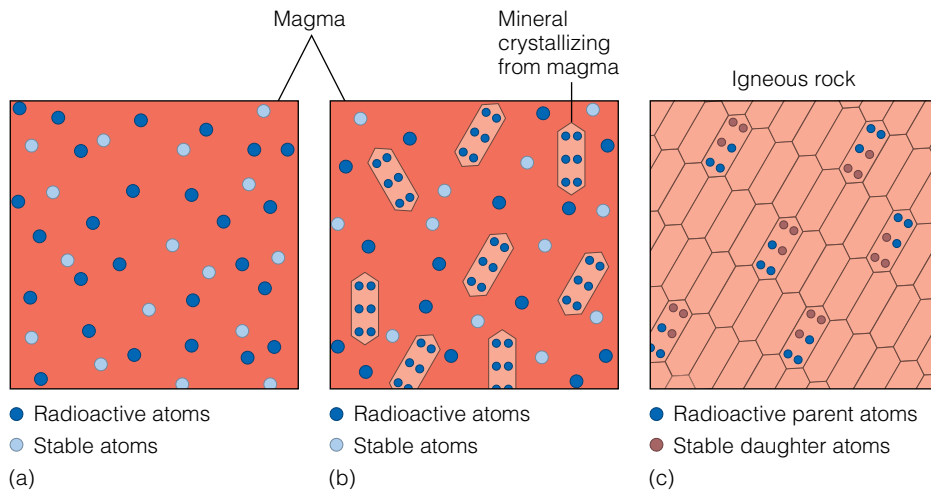 Magma
Mineral
crystallizing
from magma
Igneous rock
Radioactive atoms
Stable atoms
(a)
Radioactive atoms
Stable atoms
(b)
Radioactive parent atoms
Stable daughter atoms
(c)